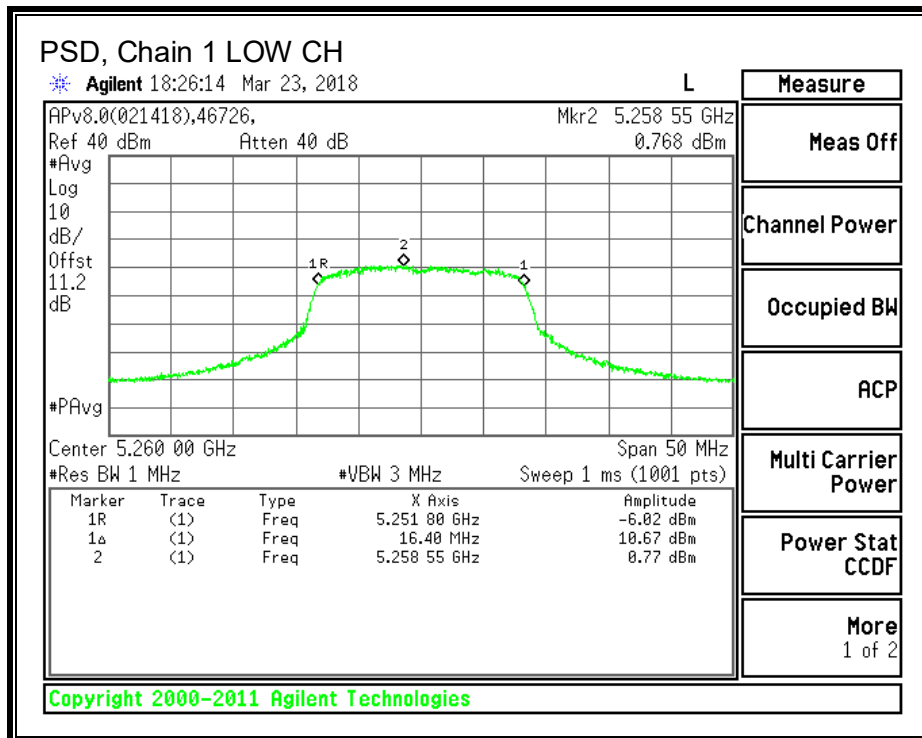 PSD, Chain 1 LOW CH
Agilent 18:26:14 Mar 23, 2018 L
APv8.0(021418),46726, Mkr2 5.258 55 GHz
Ref 40 dBm Atten 40 dB 0.768 dBm
#Avg
Log
10
dB/
Offst
11.2
dB
#PAvg
2
1R
1
Center 5.260 00 GHz Span 50 MHz
#Res BW 1 MHz #VBW 3 MHz Sweep 1 ms (1001 pts)
Marker Trace Type X Axis Amplitude
1R (1) Freq 5.251 80 GHz -6.02 dBm
1△ (1) Freq 16.40 MHz 10.67 dBm
2 (1) Freq 5.258 55 GHz 0.77 dBm
Measure
Meas Off
Channel Power
Occupied BW
ACP
Multi Carrier
Power
Power Stat
CCDF
More
1 of 2
Copyright 2000-2011 Agilent Technologies